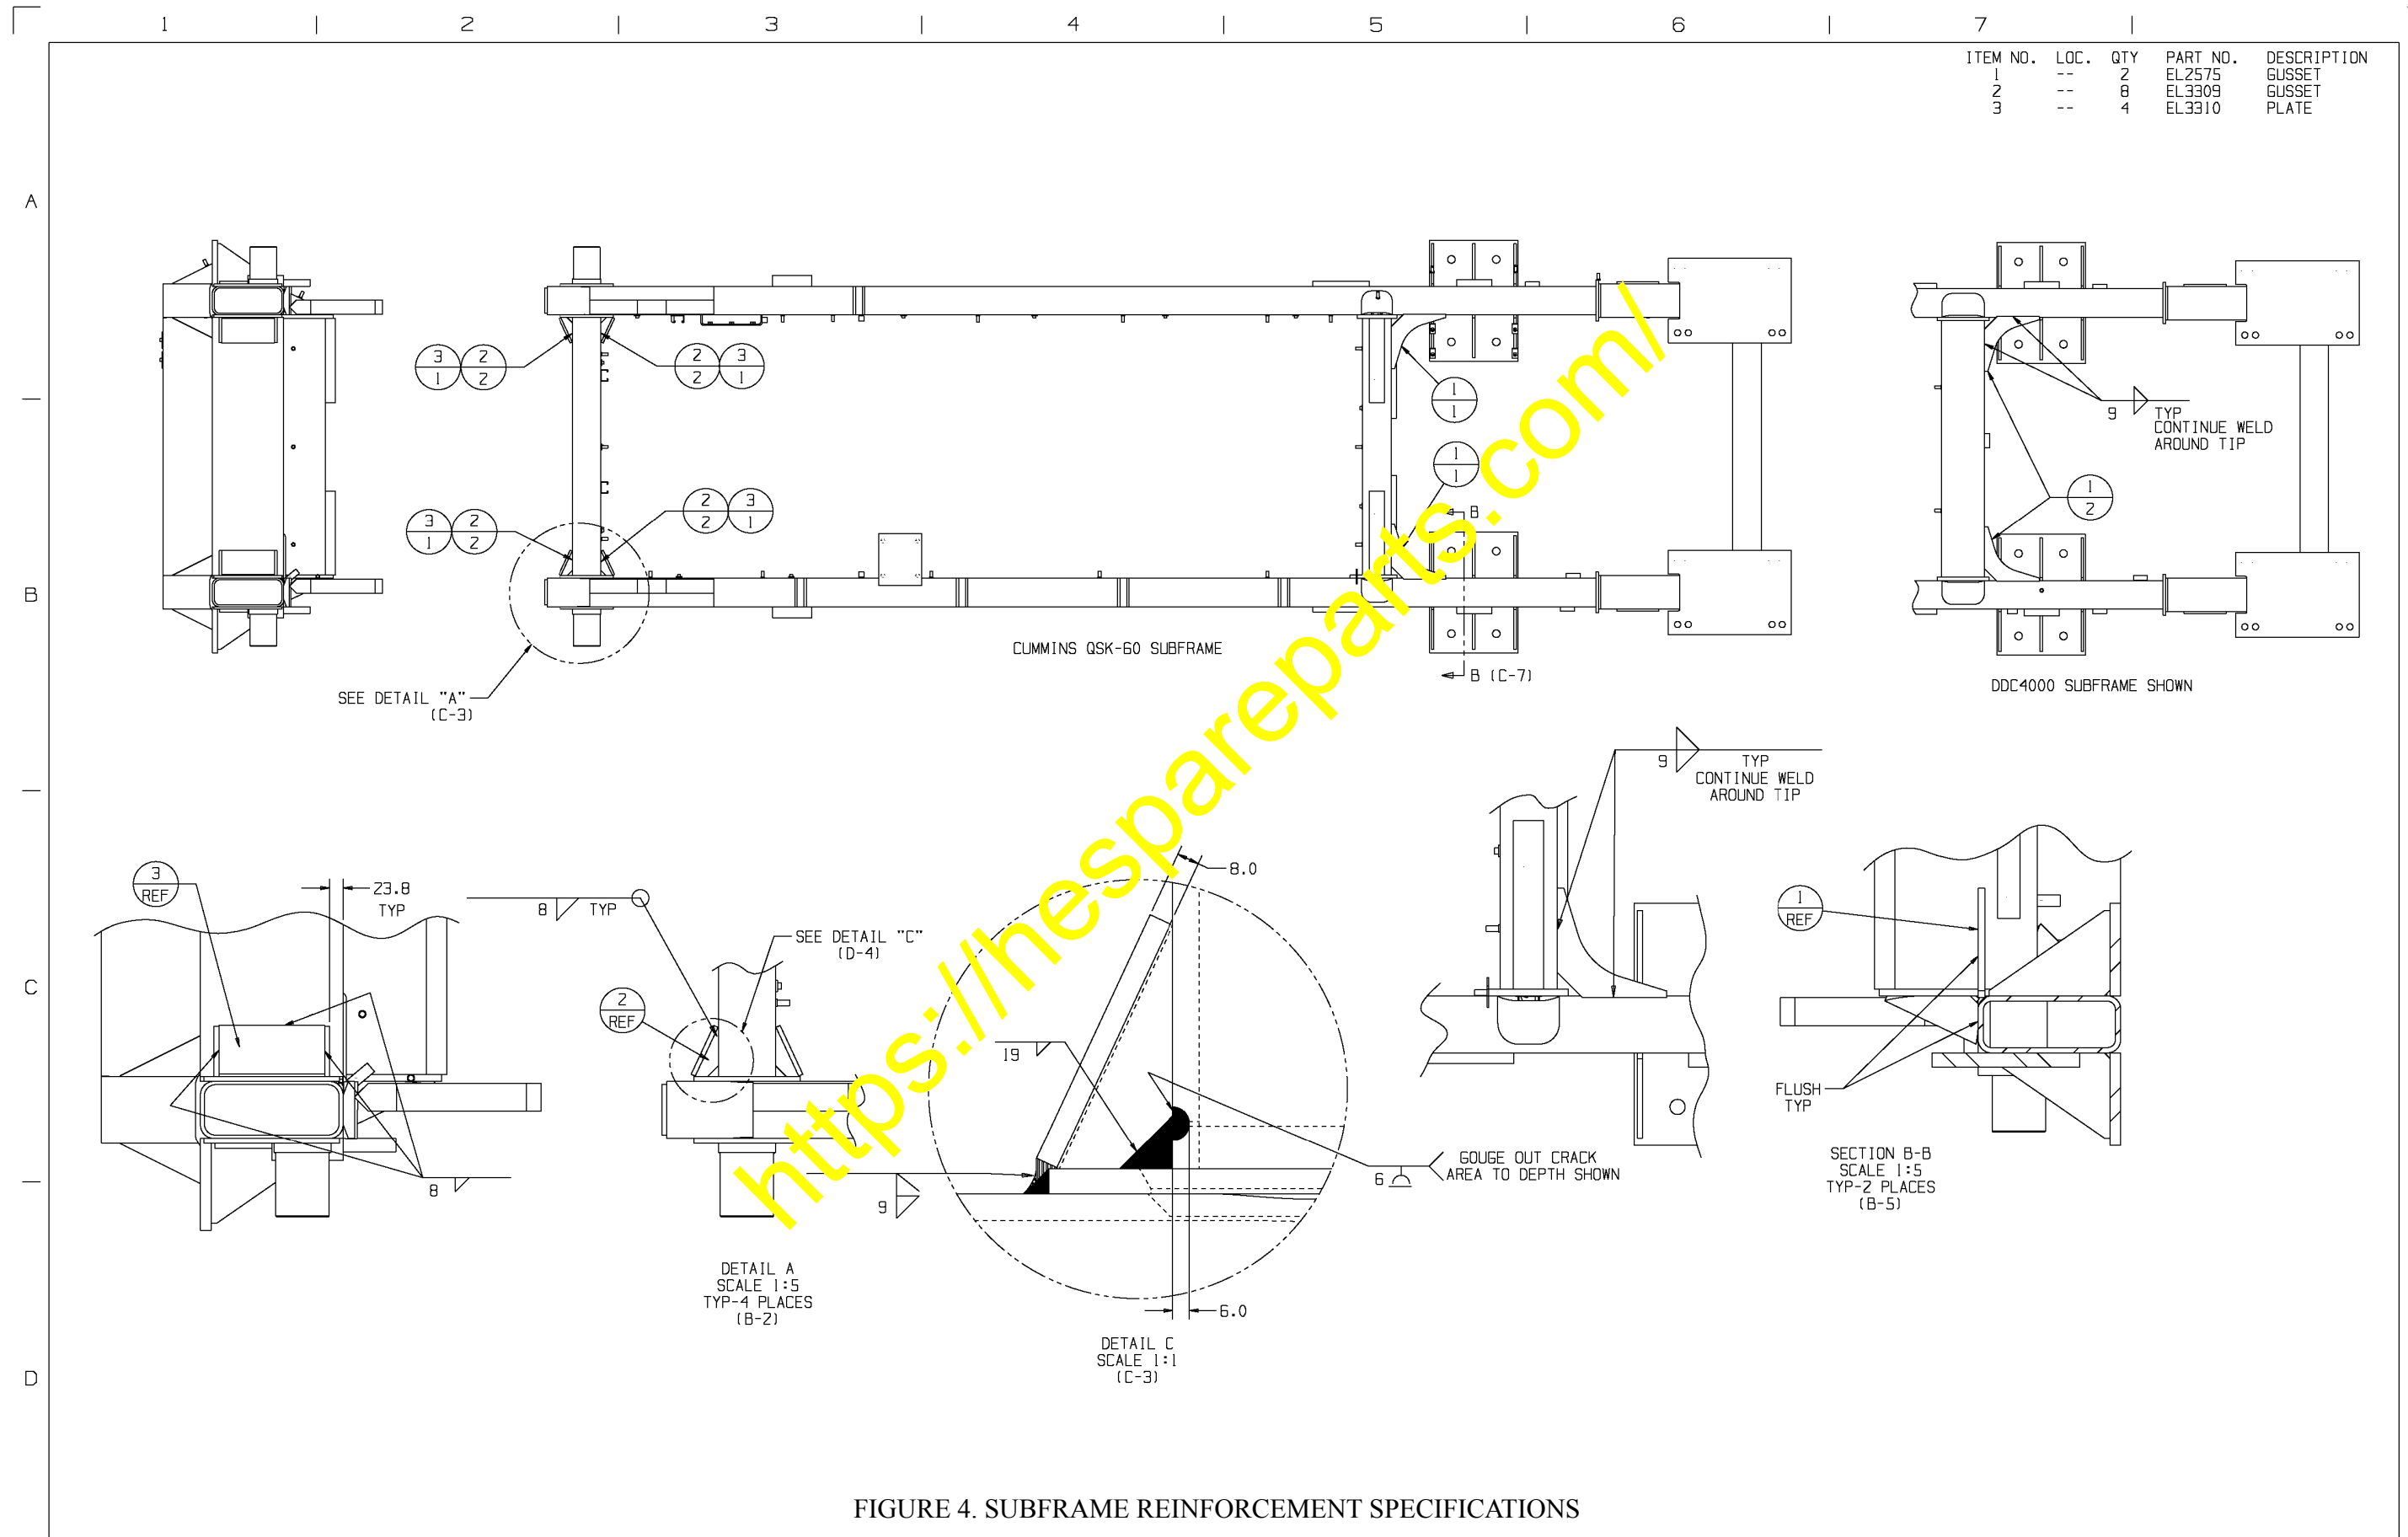 1 2 3 4 5 6 7
ITEM NO. LOC. QTY PART NO. DESCRIPTION
1 -- 2 EL2575 GUSSET
2 -- 8 EL3309 GUSSET
3 -- 4 EL3310 PLATE
A
3 2
1 2
2 3
2 1
1
1
9 TYP
CONTINUE WELD
AROUND TIP
1
1
1
2
3 2
1 2
2 3
2 1
B
B
CUMMINS QSK-60 SUBFRAME
B (C-7)
DDC4000 SUBFRAME SHOWN
SEE DETAIL "A"
(C-3)
9 TYP
CONTINUE WELD
AROUND TIP
https://hespareparts.com/
3
REF
23.8
TYP
8 TYP
SEE DETAIL "C"
(D-4)
8.0
1
REF
C
2
REF
19
FLUSH
TYP
GOUGE OUT CRACK
AREA TO DEPTH SHOWN
6
8
9
SECTION B-B
SCALE 1:5
TYP-2 PLACES
(B-5)
DETAIL A
SCALE 1:5
TYP-4 PLACES
(B-2)
6.0
DETAIL C
SCALE 1:1
(C-3)
D
FIGURE 4. SUBFRAME REINFORCEMENT SPECIFICATIONS